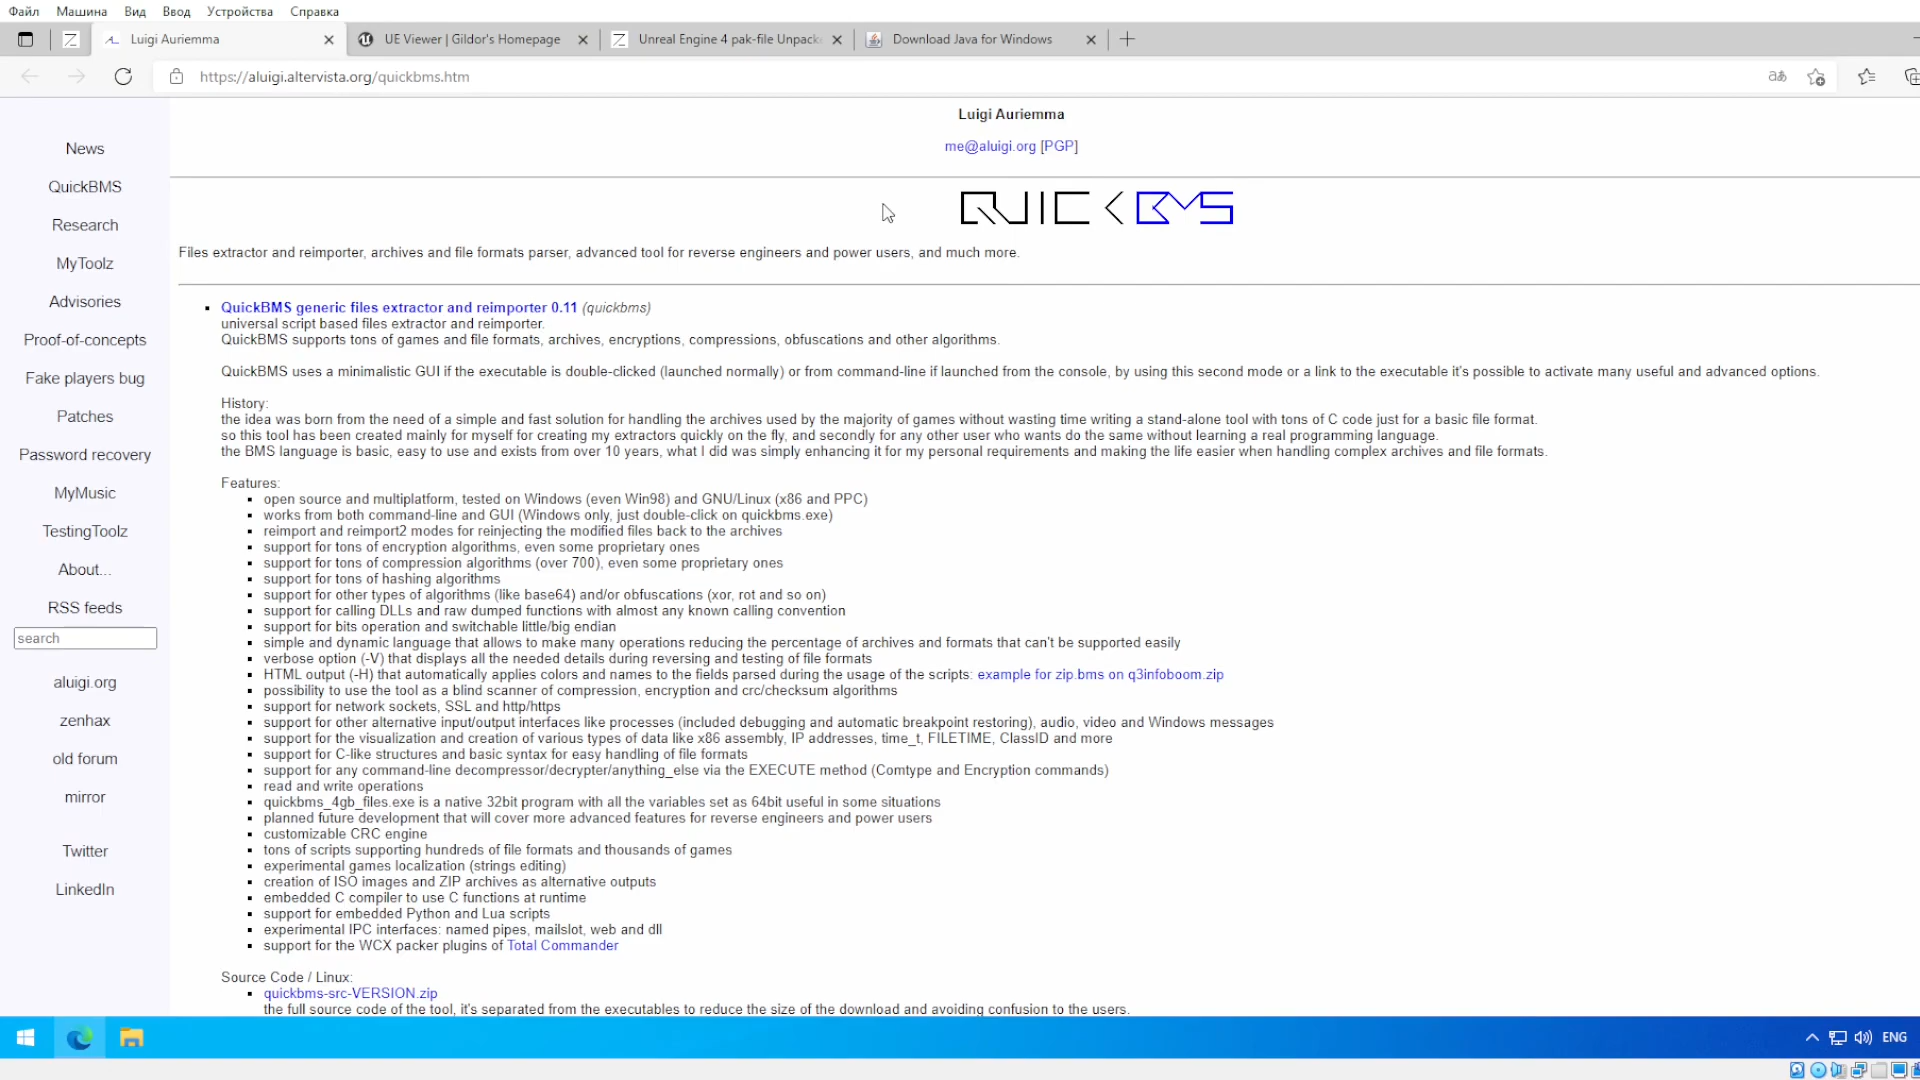 Файл Машина Вид Ввод Устройства Справка
Luigi Auriemma UE Viewer | Gildor's Homepage Unreal Engine 4 pak-file Unpack Download Java for Windows
https://aluigi.altervista.org/quickbms.htm
Luigi Auriemma
me@aluigi.org [PGP]
QUICKBMS
Files extractor and reimporter, archives and file formats parser, advanced tool for reverse engineers and power users, and much more.
News
QuickBMS
Research
MyToolz
Advisories
Proof-of-concepts
Fake players bug
Patches
Password recovery
MyMusic
TestingToolz
About...
RSS feeds
search
aluigi.org
zenhax
old forum
mirror
Twitter
LinkedIn
QuickBMS generic files extractor and reimporter 0.11 (quickbms)
universal script based files extractor and reimporter.
QuickBMS supports tons of games and file formats, archives, encryptions, compressions, obfuscations and other algorithms.
QuickBMS uses a minimalistic GUI if the executable is double-clicked (launched normally) or from command-line if launched from the console, by using this second mode or a link to the executable it's possible to activate many useful and advanced options.
History:
the idea was born from the need of a simple and fast solution for handling the archives used by the majority of games without wasting time writing a stand-alone tool with tons of C code just for a basic file format.
so this tool has been created mainly for myself for creating my extractors quickly on the fly, and secondly for any other user who wants do the same without learning a real programming language.
the BMS language is basic, easy to use and exists from over 10 years, what I did was simply enhancing it for my personal requirements and making the life easier when handling complex archives and file formats.
Features:
open source and multiplatform, tested on Windows (even Win98) and GNU/Linux (x86 and PPC)
works from both command-line and GUI (Windows only, just double-click on quickbms.exe)
reimport and reimport2 modes for reinjecting the modified files back to the archives
support for tons of encryption algorithms, even some proprietary ones
support for tons of compression algorithms (over 700), even some proprietary ones
support for tons of hashing algorithms
support for other types of algorithms (like base64) and/or obfuscations (xor, rot and so on)
support for calling DLLs and raw dumped functions with almost any known calling convention
support for bits operation and switchable little/big endian
simple and dynamic language that allows to make many operations reducing the percentage of archives and formats that can't be supported easily
verbose option (-V) that displays all the needed details during reversing and testing of file formats
HTML output (-H) that automatically applies colors and names to the fields parsed during the usage of the scripts: example for zip.bms on q3infoboom.zip
possibility to use the tool as a blind scanner of compression, encryption and crc/checksum algorithms
support for network sockets, SSL and http/https
support for other alternative input/output interfaces like processes (included debugging and automatic breakpoint restoring), audio, video and Windows messages
support for the visualization and creation of various types of data like x86 assembly, IP addresses, time_t, FILETIME, ClassID and more
support for C-like structures and basic syntax for easy handling of file formats
support for any command-line decompressor/decrypter/anything_else via the EXECUTE method (Comtype and Encryption commands)
read and write operations
quickbms_4gb_files.exe is a native 32bit program with all the variables set as 64bit useful in some situations
planned future development that will cover more advanced features for reverse engineers and power users
customizable CRC engine
tons of scripts supporting hundreds of file formats and thousands of games
experimental games localization (strings editing)
creation of ISO images and ZIP archives as alternative outputs
embedded C compiler to use C functions at runtime
support for embedded Python and Lua scripts
experimental IPC interfaces: named pipes, mailslot, web and dll
support for the WCX packer plugins of Total Commander
Source Code / Linux:
quickbms-src-VERSION.zip
the full source code of the tool, it's separated from the executables to reduce the size of the download and avoiding confusion to the users.
ENG